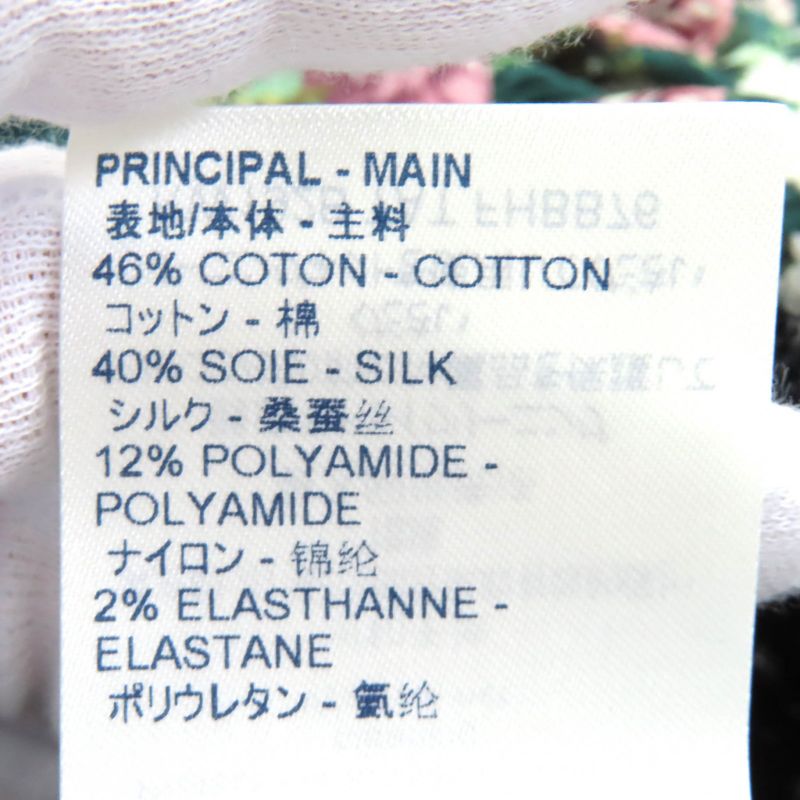 PRINCIPAL - MAIN
表地/本体 - 主料
46% COTON - COTTON
コットン - 棉
40% SOIE - SILK
シルク - 桑蚕丝
12% POLYAMIDE -
POLYAMIDE
ナイロン - 锦纶
2% ELASTHANNE -
ELASTANE
ポリウレタン - 氨纶